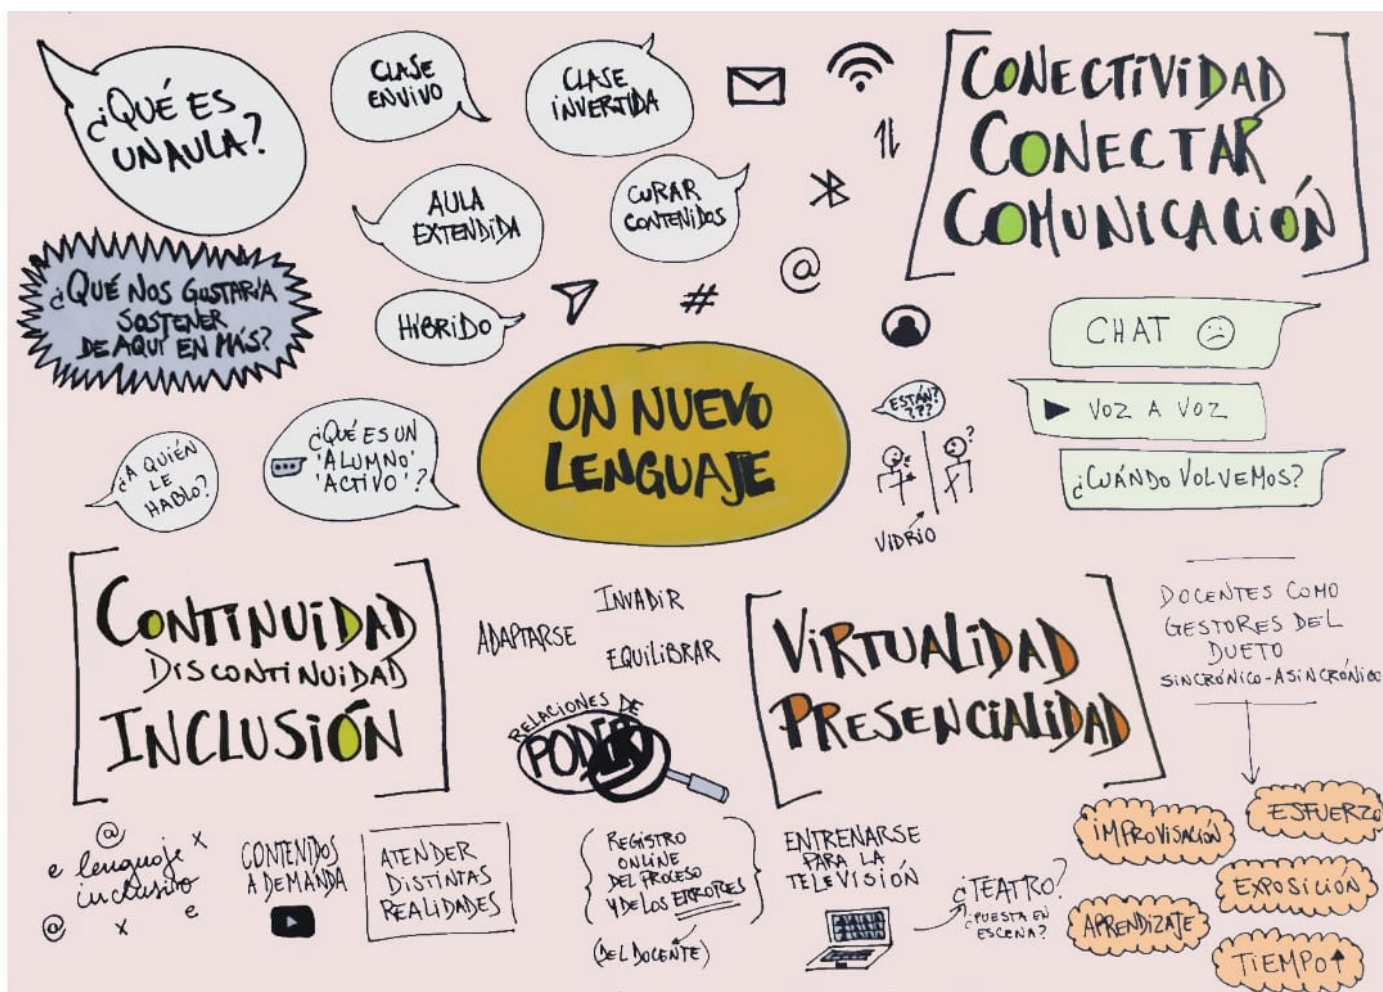 ¿QUÉ ES
UN AULA?
CLASE
EN VIVO
CLASE
INVERTIDA
CONECTIVIDAD
CONECTAR
COMUNICACIÓN
AULA
EXTENDIDA
CURAR
CONTENIDOS
@
¿QUÉ NOS GUSTARÍA
SOSTENER
DE AQUÍ EN MÁS?
HÍBRIDO
#
CHAT
VOZ A VOZ
¿CUÁNDO VOLVEMOS?
UN NUEVO
LENGUAJE
ESTÁN?
???
?
VIDRIO
¿A QUIÉN
LE
HABLO?
¿QUÉ ES UN
'ALUMNO'
'ACTIVO'?
CONTINUIDAD
DISCONTINUIDAD
INCLUSIÓN
INVADIR
ADAPTARSE
EQUILIBRAR
RELACIONES DE
PODER
VIRTUALIDAD
PRESENCIALIDAD
DOCENTES COMO
GESTORES DEL
DUETO
SINCRÓNICO-ASINCRÓNICO
@
e lenguaje x
inclusivo
@ x e
CONTENIDOS
A DEMANDA
ATENDER
DISTINTAS
REALIDADES
REGISTRO
ONLINE
DEL PROCESO
Y DE LOS ERRORES
(DEL DOCENTE)
ENTRENARSE
PARA LA
TELEVISIÓN
¿TEATRO?
¿PUESTA EN
ESCENA?
IMPROVISACIÓN
ESFUERZO
EXPOSICIÓN
APRENDIZAJE
TIEMPO